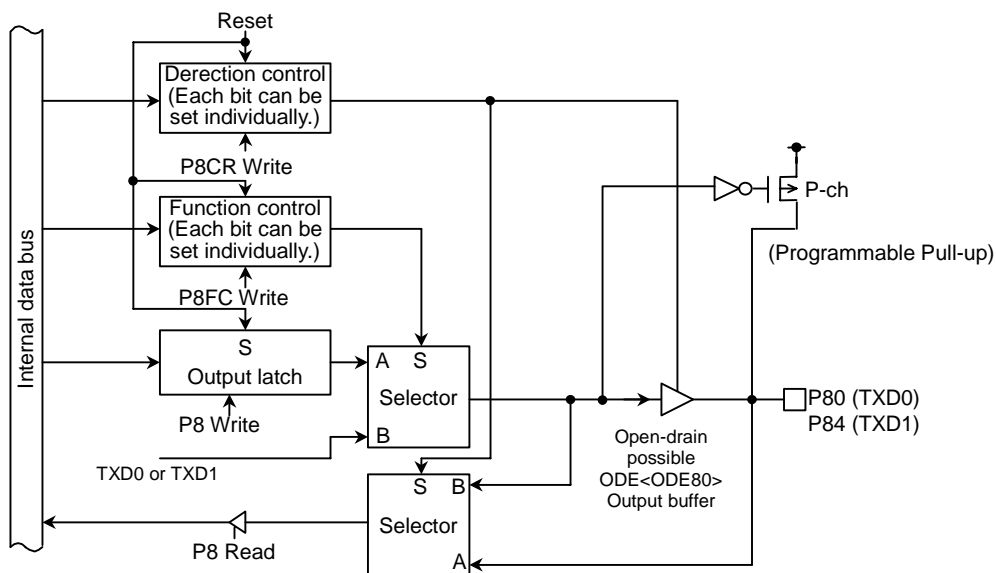 Reset
Derection control
(Each bit can be
set individually.)
P8CR Write
Function control
(Each bit can be
set individually.)
P8FC Write
S
Output latch
P8 Write
TXD0 or TXD1
Internal data bus
A S
Selector
B
S B
Selector
A
P8 Read
P-ch
(Programmable Pull-up)
P80 (TXD0)
P84 (TXD1)
Open-drain
possible
ODE<ODE80>
Output buffer